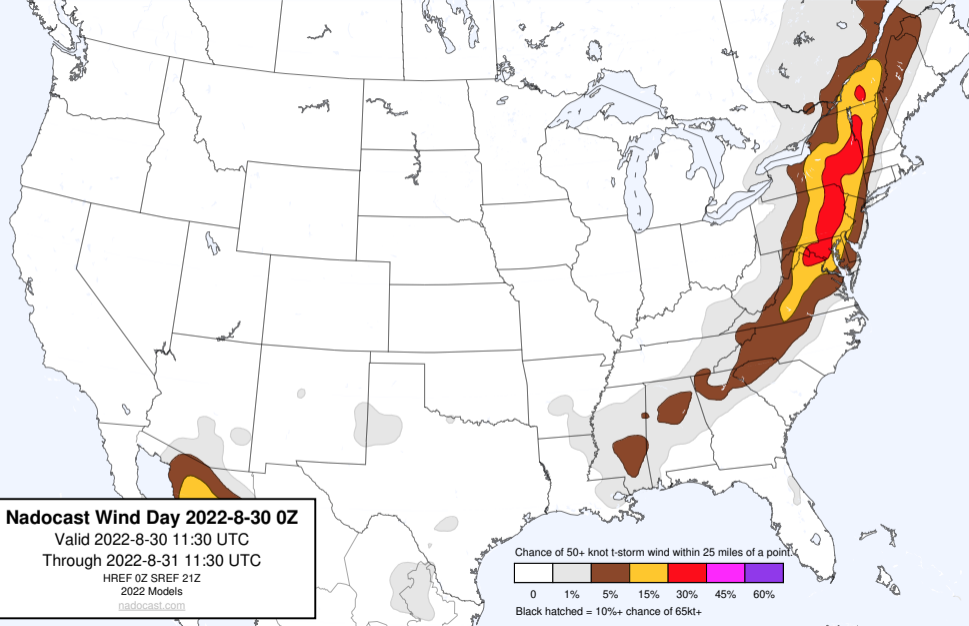 Nadocast Wind Day 2022-8-30 0Z
Valid 2022-8-30 11:30 UTC
Through 2022-8-31 11:30 UTC
HREF 0Z SREF 21Z
2022 Models
nadocast.com
Chance of 50+ knot t-storm wind within 25 miles of a point.
0 1% 5% 15% 30% 45% 60%
Black hatched = 10%+ chance of 65kt+